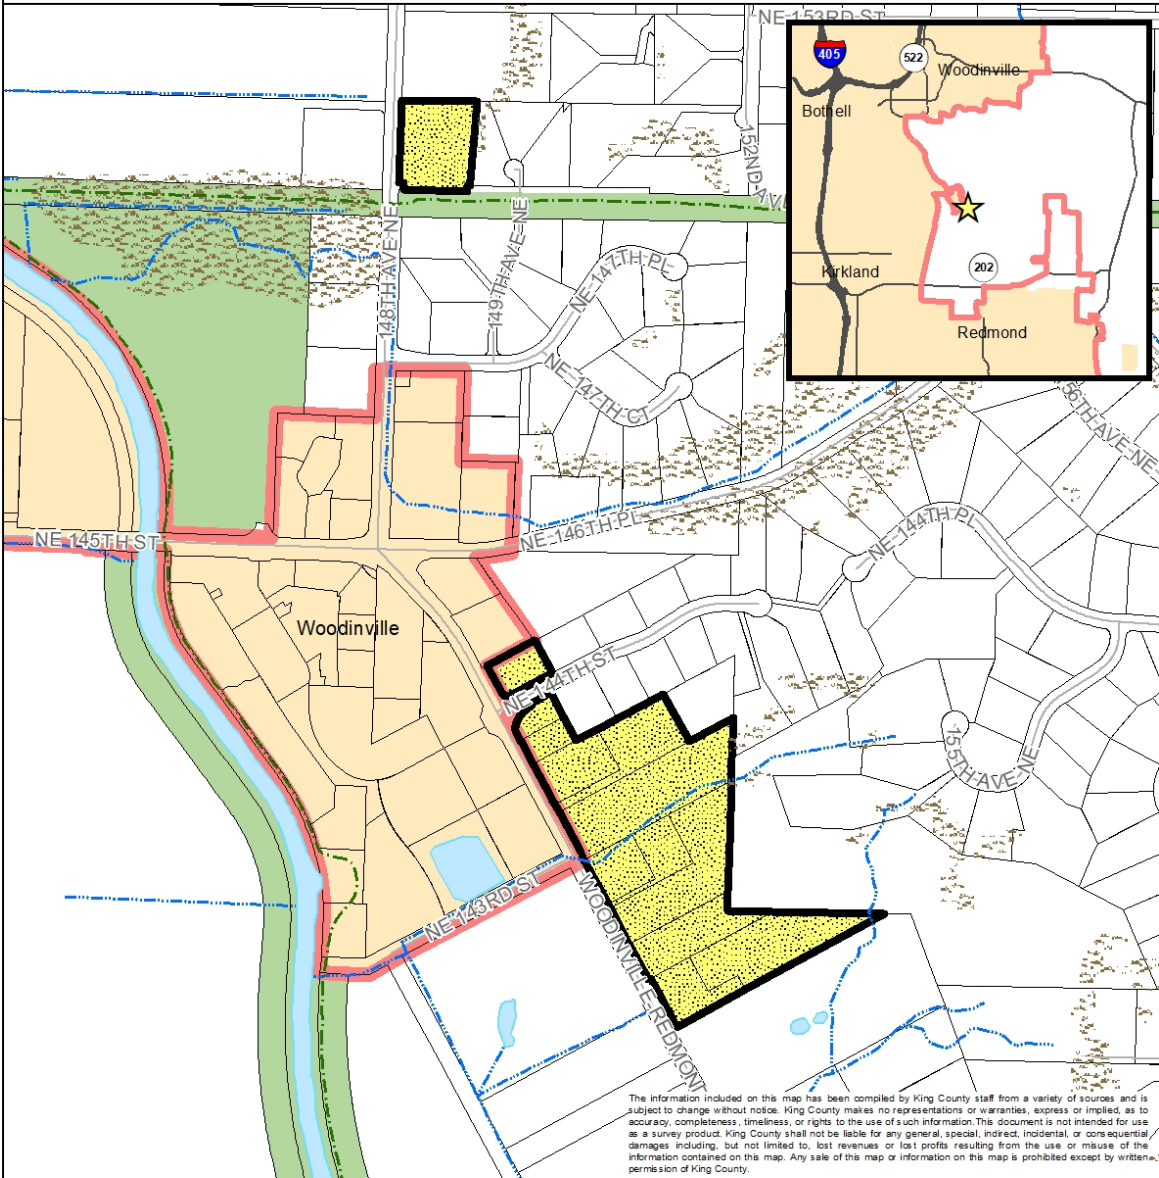 NE 153RD ST
405
522
Woodinville
Bothell
152ND AVE
Kirkland
202
Redmond
148TH AVE NE
149TH AVE NE
NE 147TH PL
NE 147TH CT
156TH AVE NE
NE 145TH ST
NE 146TH PL
NE 144TH PL
Woodinville
NE 144TH ST
155TH AVE NE
NE 143RD ST
WOODINVILLE-REDMOND
The information included on this map has been compiled by King County staff from a variety of sources and is
subject to change without notice. King County makes no representations or warranties, express or implied, as to
accuracy, completeness, timeliness, or rights to the use of such information. This document is not intended for use
as a survey product. King County shall not be liable for any general, special, indirect, incidental, or consequential
damages including, but not limited to, lost revenues or lost profits resulting from the use or misuse of the
information contained on this map. Any sale of this map or information on this map is prohibited except by written
permission of King County.